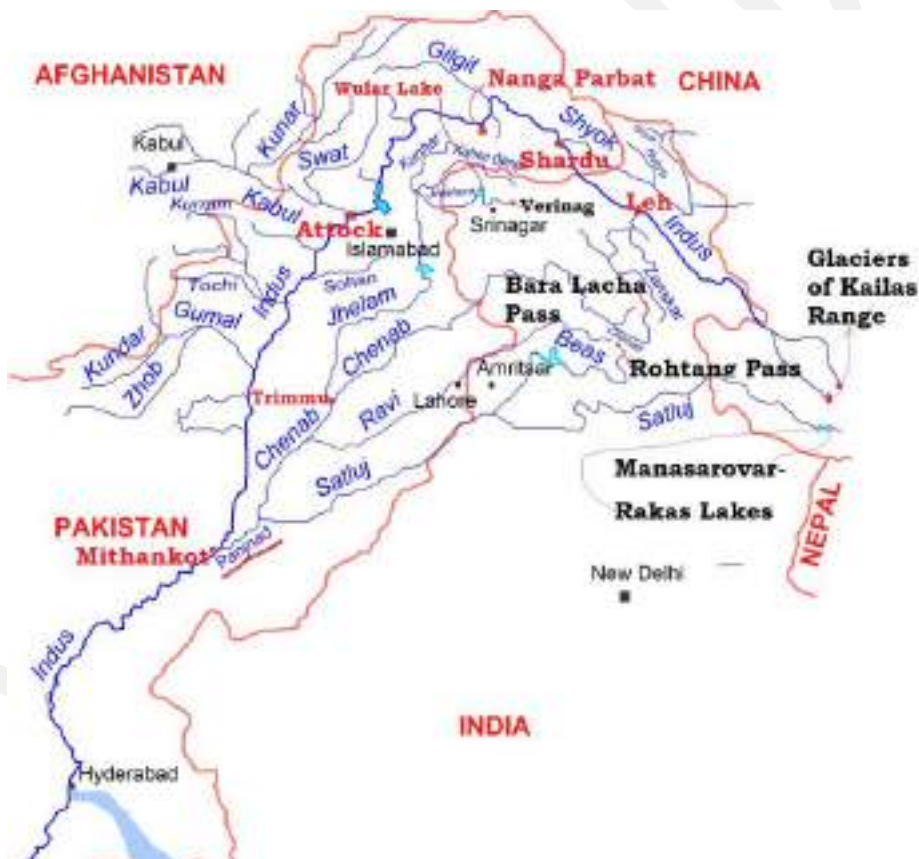 Gilgit
AFGHANISTAN
Nanga Parbat
CHINA
Wular Lake
Kunar
Shyok
Kabul
Swat
Shardu
Kabul
Kabul
Kurram
Leh
Verinag
Srinagar
Attock
Islamabad
Indus
Glaciers
of Kailas
Range
Tochi
Indus
Sohan
Bara Lacha
Pass
Zanskar
Gumal
Jhelam
Kundar
Chenab
Beas
Zhob
Amritsar
Rohtang Pass
Trimmu
Lahore
Ravi
Satluj
Chenab
Satluj
Manasarovar-
Rakas Lakes
PAKISTAN
Mithankot
Panjnad
NEPAL
New Delhi
Indus
INDIA
Hyderabad